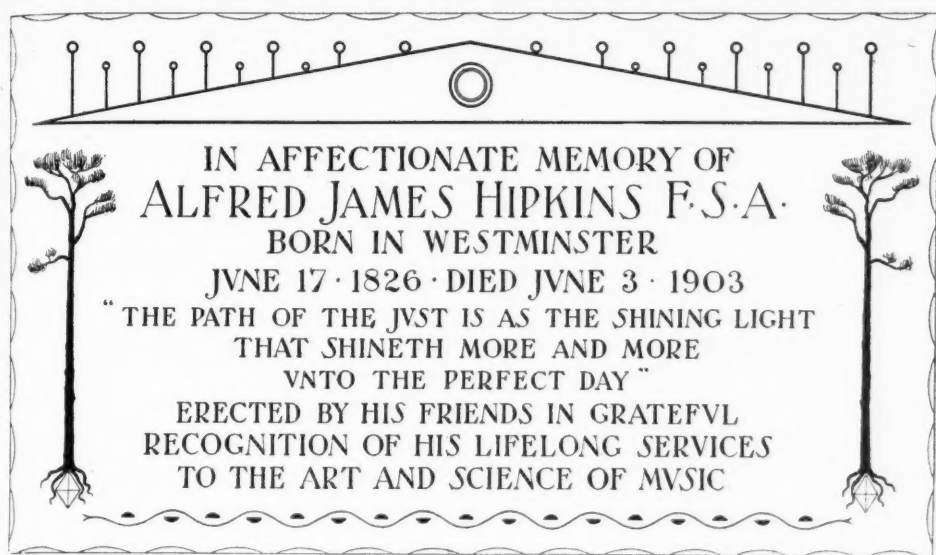 IN AFFECTIONATE MEMORY OF
ALFRED JAMES HIPKINS F.S.A.
BORN IN WESTMINSTER
JVNE 17 · 1826 · DIED JVNE 3 · 1903
"THE PATH OF THE JVST IS AS THE SHINING LIGHT
THAT SHINETH MORE AND MORE
VNTO THE PERFECT DAY"
ERECTED BY HIS FRIENDS IN GRATEFVL
RECOGNITION OF HIS LIFELONG SERVICES
TO THE ART AND SCIENCE OF MVSIC